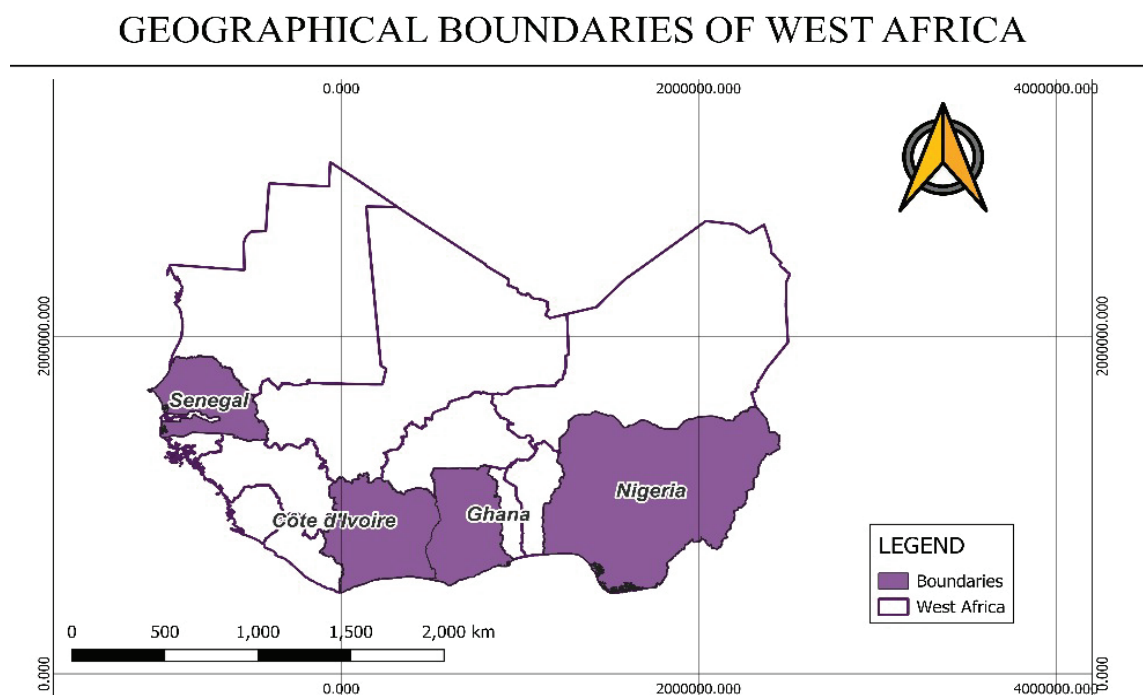 GEOGRAPHICAL BOUNDARIES OF WEST AFRICA
0.000
2000000.000
4000000.000
2000000.000
2000000.000
Senegal
Côte d'Ivoire
Ghana
Nigeria
LEGEND
Boundaries
West Africa
0 500 1,000 1,500 2,000 km
0.000
0.000
0.000
2000000.000
4000000.000